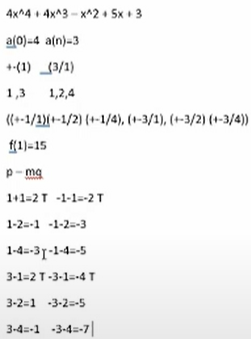 4x^4 + 4x^3 – x^2 + 5x + 3
a(0)=4 a(n)=3
+-(1) (3/1)
1 ,3 1,2,4
((+-1/1)(+-1/2) (+-1/4), (+-3/1), (+-3/2) (+-3/4)
f(1)=15
p – mq
1+1=2 T -1-1=-2 T
1-2=-1 -1-2=-3
1-4=-3 -1-4=-5
3-1=2 T -3-1=-4 T
3-2=1 -3-2=-5
3-4=-1 -3-4=-7